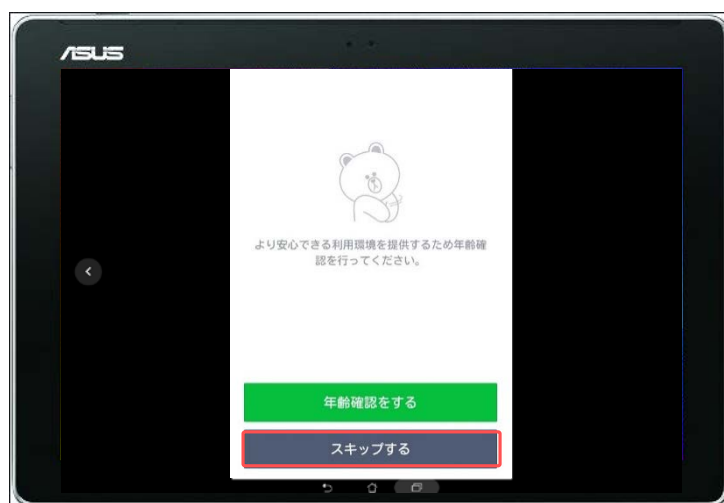 ASUS
より安心できる利用環境を提供するため年齢確
認を行ってください。
年齢確認をする
スキップする